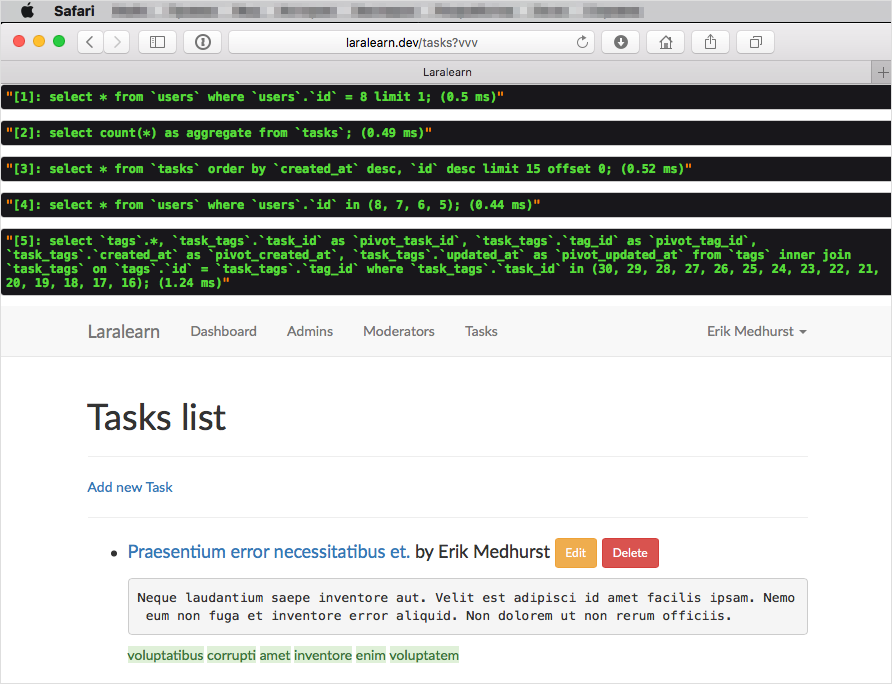 Safari
laralearn.dev/tasks?vvv
Laralearn
"[1]: select * from `users` where `users`.`id` = 8 limit 1; (0.5 ms)"
"[2]: select count(*) as aggregate from `tasks`; (0.49 ms)"
"[3]: select * from `tasks` order by `created_at` desc, `id` desc limit 15 offset 0; (0.52 ms)"
"[4]: select * from `users` where `users`.`id` in (8, 7, 6, 5); (0.44 ms)"
"[5]: select `tags`.*, `task_tags`.`task_id` as `pivot_task_id`, `task_tags`.`tag_id` as `pivot_tag_id`,
`task_tags`.`created_at` as `pivot_created_at`, `task_tags`.`updated_at` as `pivot_updated_at` from `tags` inner join
`task_tags` on `tags`.`id` = `task_tags`.`tag_id` where `task_tags`.`task_id` in (30, 29, 28, 27, 26, 25, 24, 23, 22, 21,
20, 19, 18, 17, 16); (1.24 ms)"
Laralearn Dashboard Admins Moderators Tasks Erik Medhurst
Tasks list
Add new Task
Praesentium error necessitatibus et. by Erik Medhurst Edit Delete
Neque laudantium saepe inventore aut. Velit est adipisci id amet facilis ipsam. Nemo
eum non fuga et inventore error aliquid. Non dolorem ut non rerum officiis.
voluptatibus corrupti amet inventore enim voluptatem